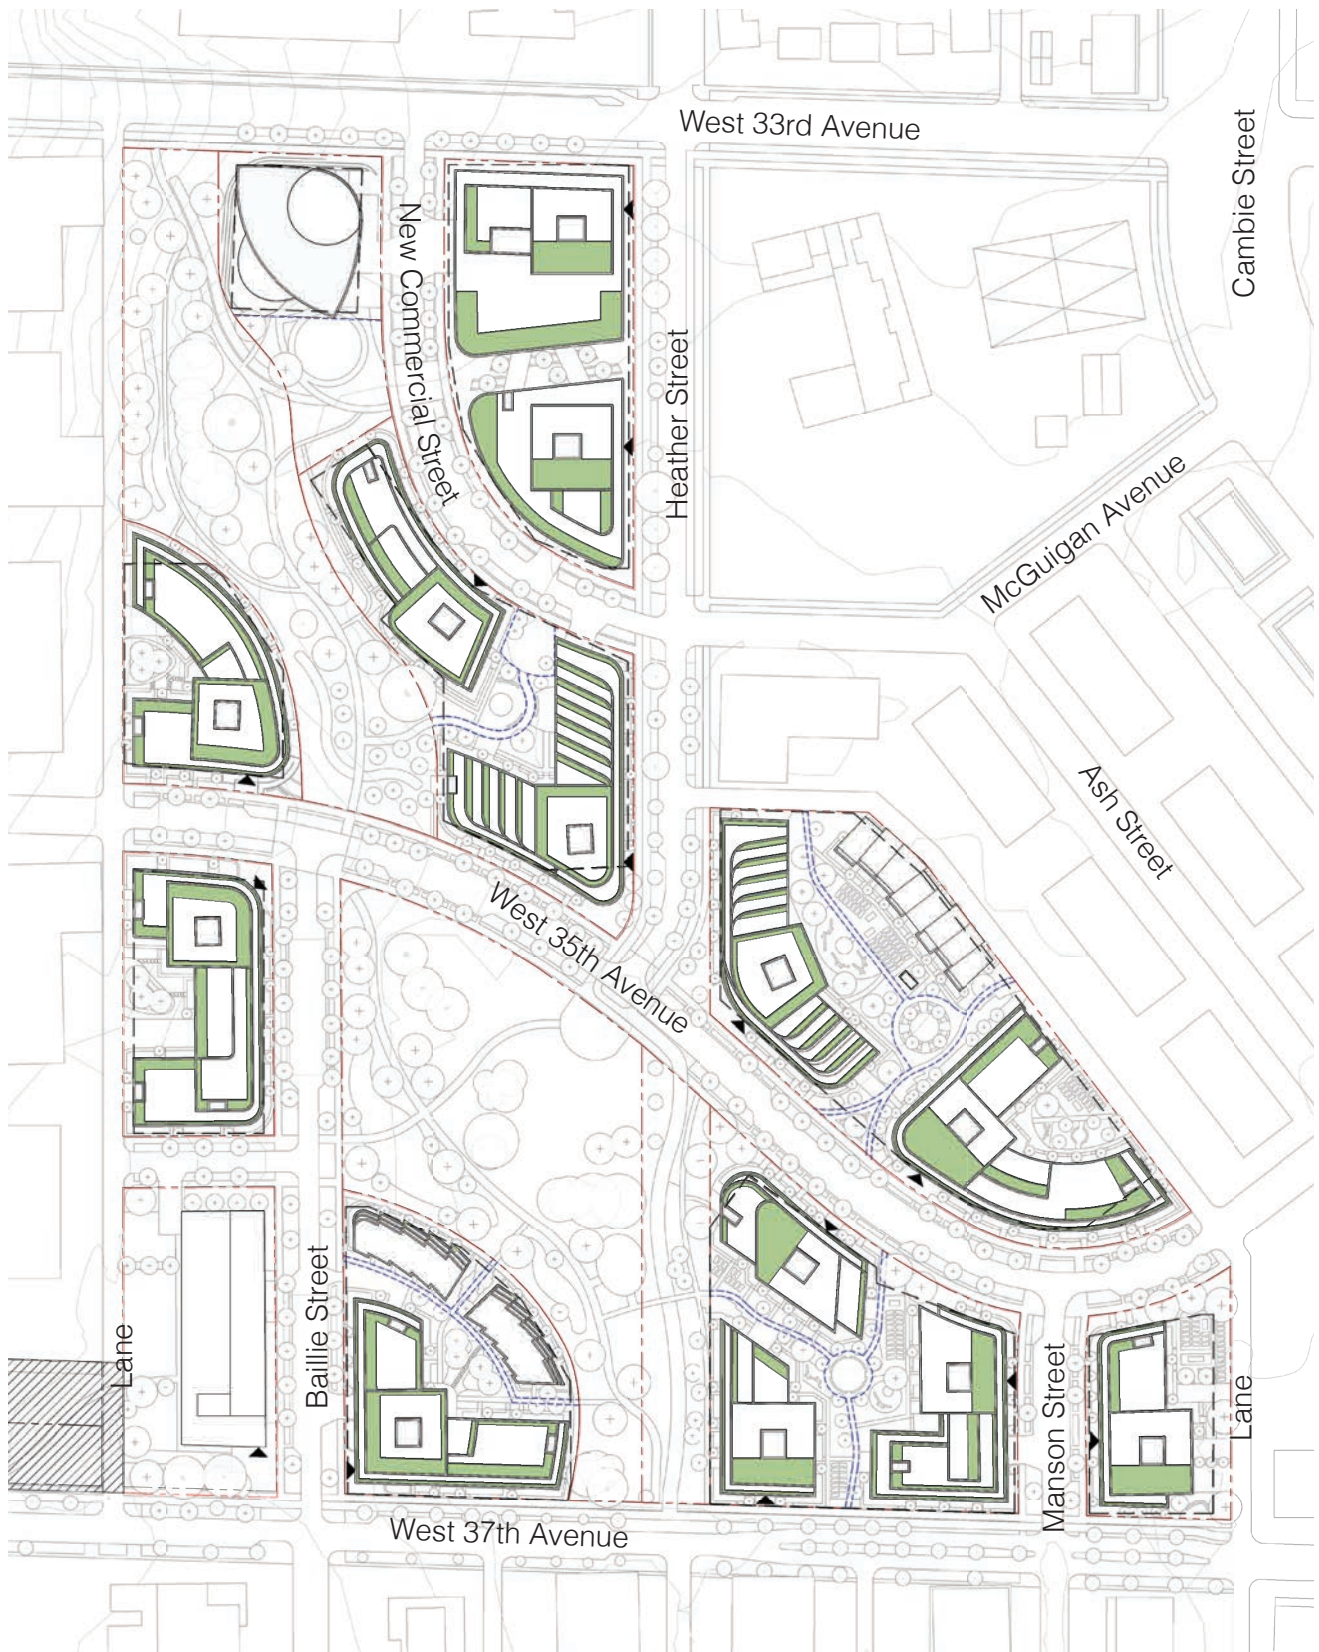 West 33rd Avenue
Cambie Street
New Commercial Street
Heather Street
McGuigan Avenue
Ash Street
West 35th Avenue
Baillie Street
Lane
Manson Street
Lane
West 37th Avenue